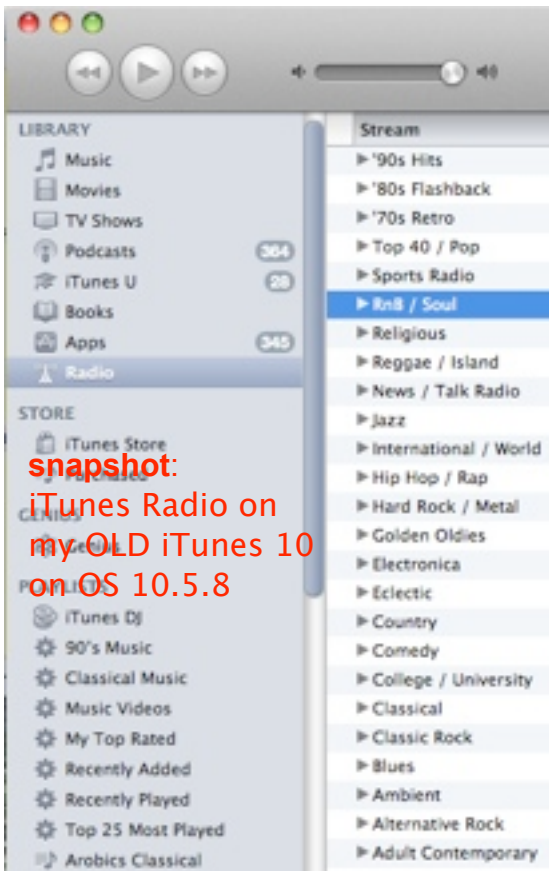 LIBRARY
Music
Movies
TV Shows
Podcasts 364
iTunes U
Books
Apps 345
Radio
STORE
iTunes Store
Purchased
GENIUS
Genius
PLAYLISTS
iTunes DJ
90's Music
Classical Music
Music Videos
My Top Rated
Recently Added
Recently Played
Top 25 Most Played
Arobics Classical
snapshot:
iTunes Radio on
my OLD iTunes 10
on OS 10.5.8
Stream
'90s Hits
'80s Flashback
'70s Retro
Top 40 / Pop
Sports Radio
RnB / Soul
Religious
Reggae / Island
News / Talk Radio
Jazz
International / World
Hip Hop / Rap
Hard Rock / Metal
Golden Oldies
Electronica
Eclectic
Country
Comedy
College / University
Classical
Classic Rock
Blues
Ambient
Alternative Rock
Adult Contemporary